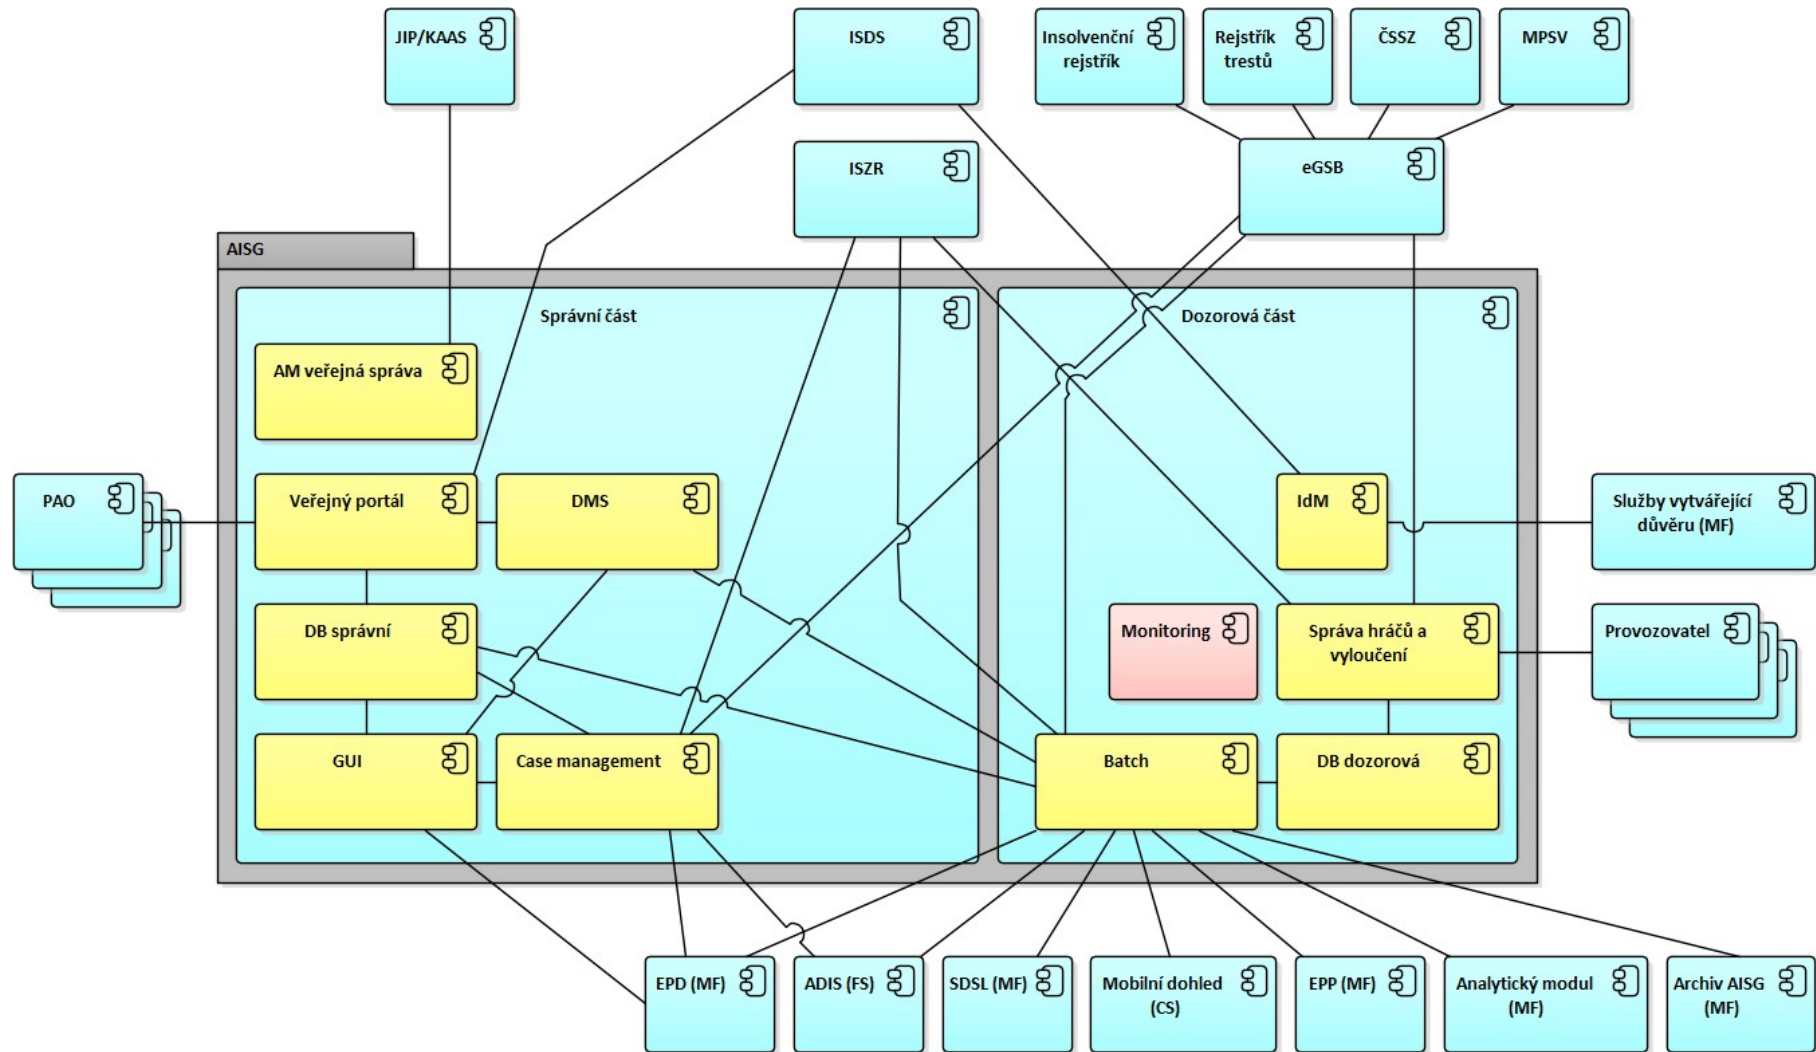 JIP/KAAS
ISDS
Insolvenční
rejstřík
Rejstřík
trestů
ČSSZ
MPSV
ISZR
eGSB
AISG
Správní část
Dozorová část
AM veřejná správa
PAO
Veřejný portál
DMS
IdM
Služby vytvářející
důvěru (MF)
DB správní
Monitoring
Správa hráčů a
vyloučení
Provozovatel
GUI
Case management
Batch
DB dozorová
EPD (MF)
ADIS (FS)
SDSL (MF)
Mobilní dohled
(CS)
EPP (MF)
Analytický modul
(MF)
Archiv AISG
(MF)